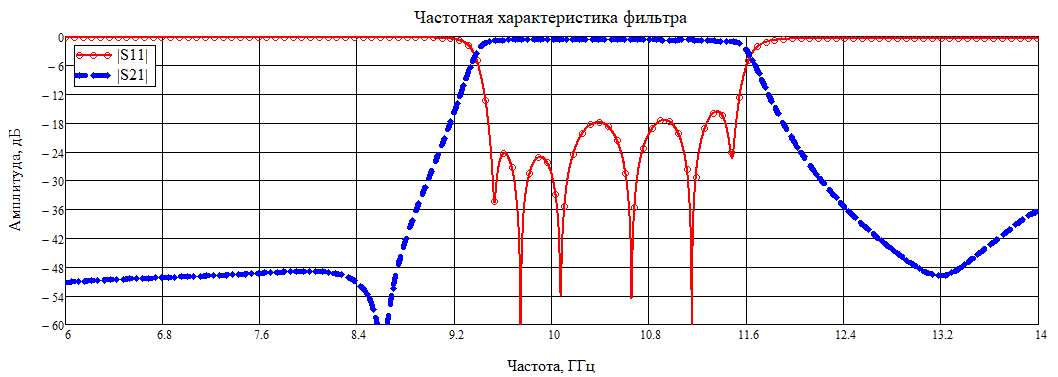 Частотная характеристика фильтра
Амплитуда, дБ
0
− 6
− 12
− 18
− 24
− 30
− 36
− 42
− 48
− 54
− 60
|S11|
|S21|
6 6.8 7.6 8.4 9.2 10 10.8 11.6 12.4 13.2 14
Частота, ГГц